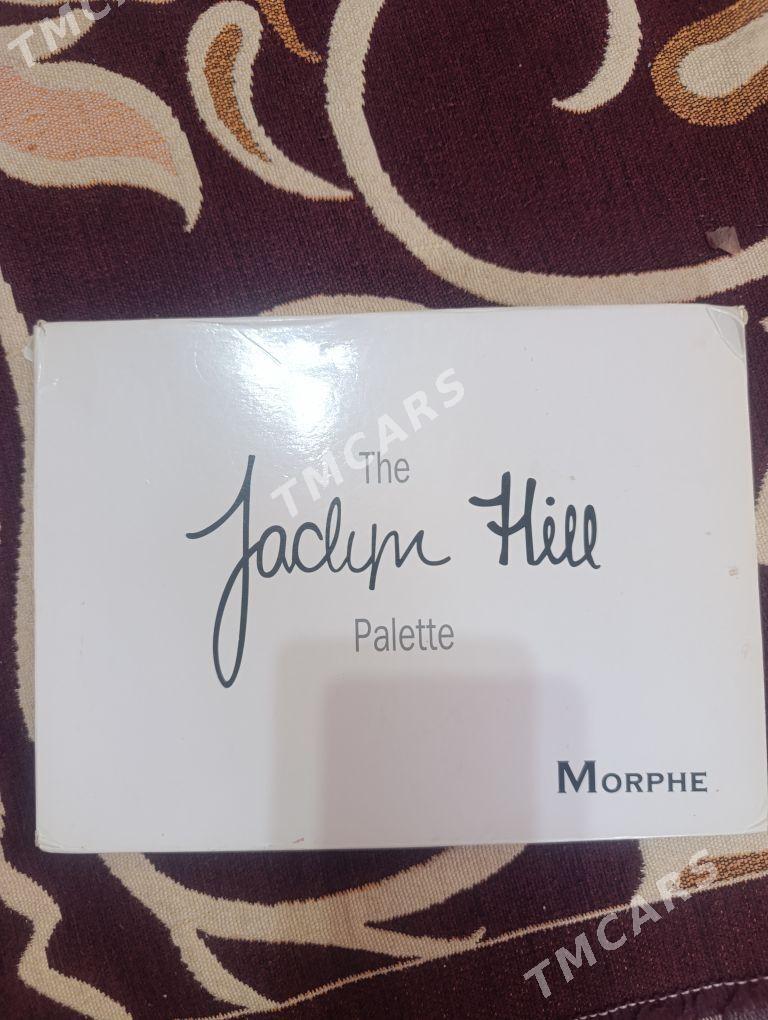 TMCARS
The
TMCARS
Jaclyn Hill
Palette
MORPHE
TMCARS